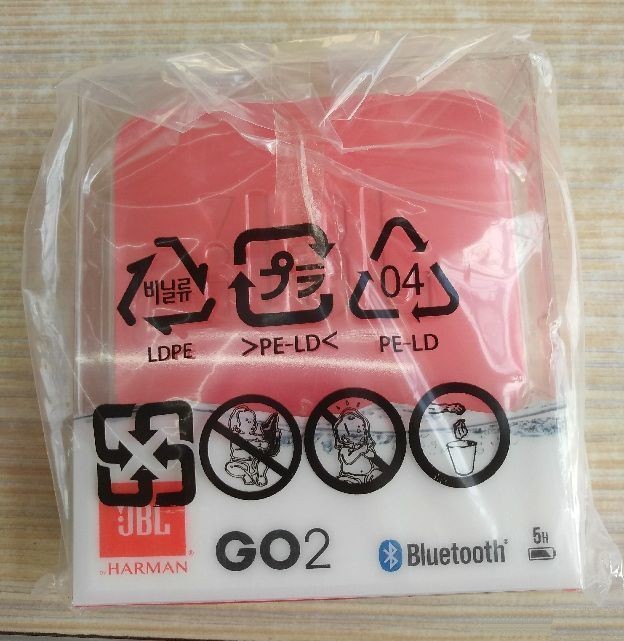 비닐류
LDPE
プラ
>PE-LD<
04
PE-LD
JBL
by HARMAN®
GO2
Bluetooth®
5H